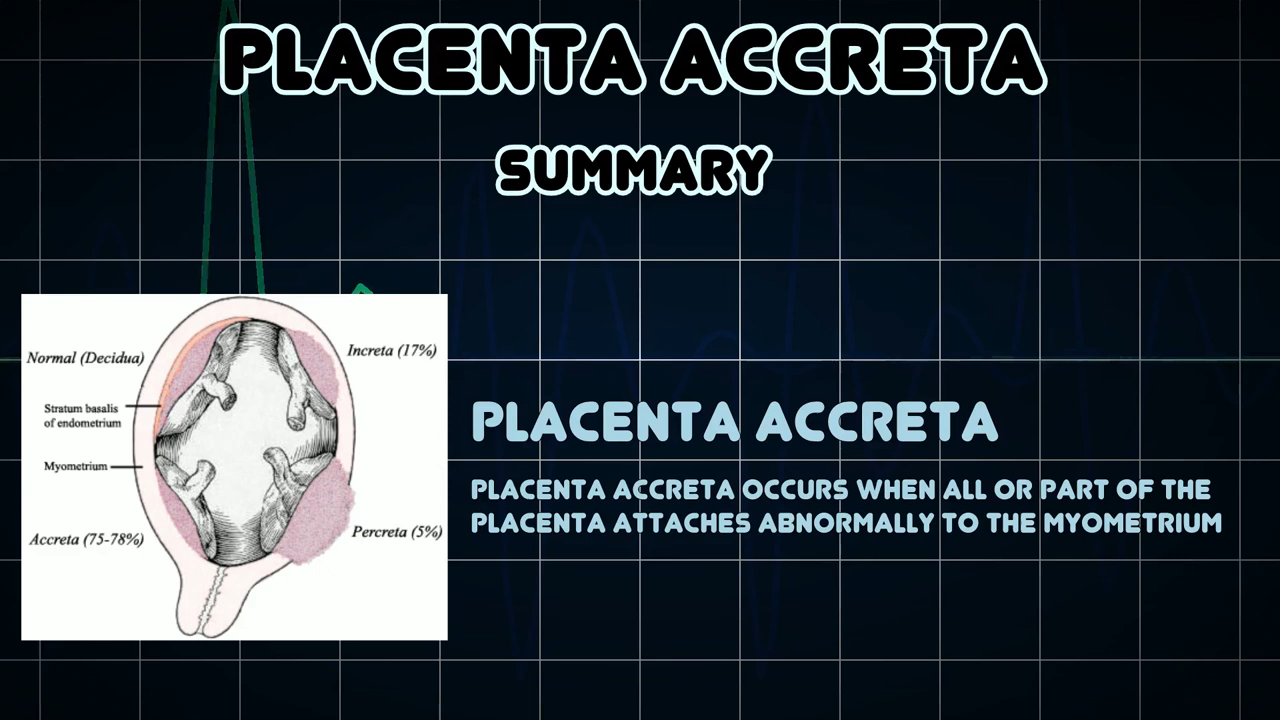 PLACENTA ACCRETA
SUMMARY
Normal (Decidua)
Increta (17%)
Stratum basalis
of endometrium
Myometrium
Accreta (75-78%)
Percreta (5%)
PLACENTA ACCRETA
PLACENTA ACCRETA OCCURS WHEN ALL OR PART OF THE
PLACENTA ATTACHES ABNORMALLY TO THE MYOMETRIUM